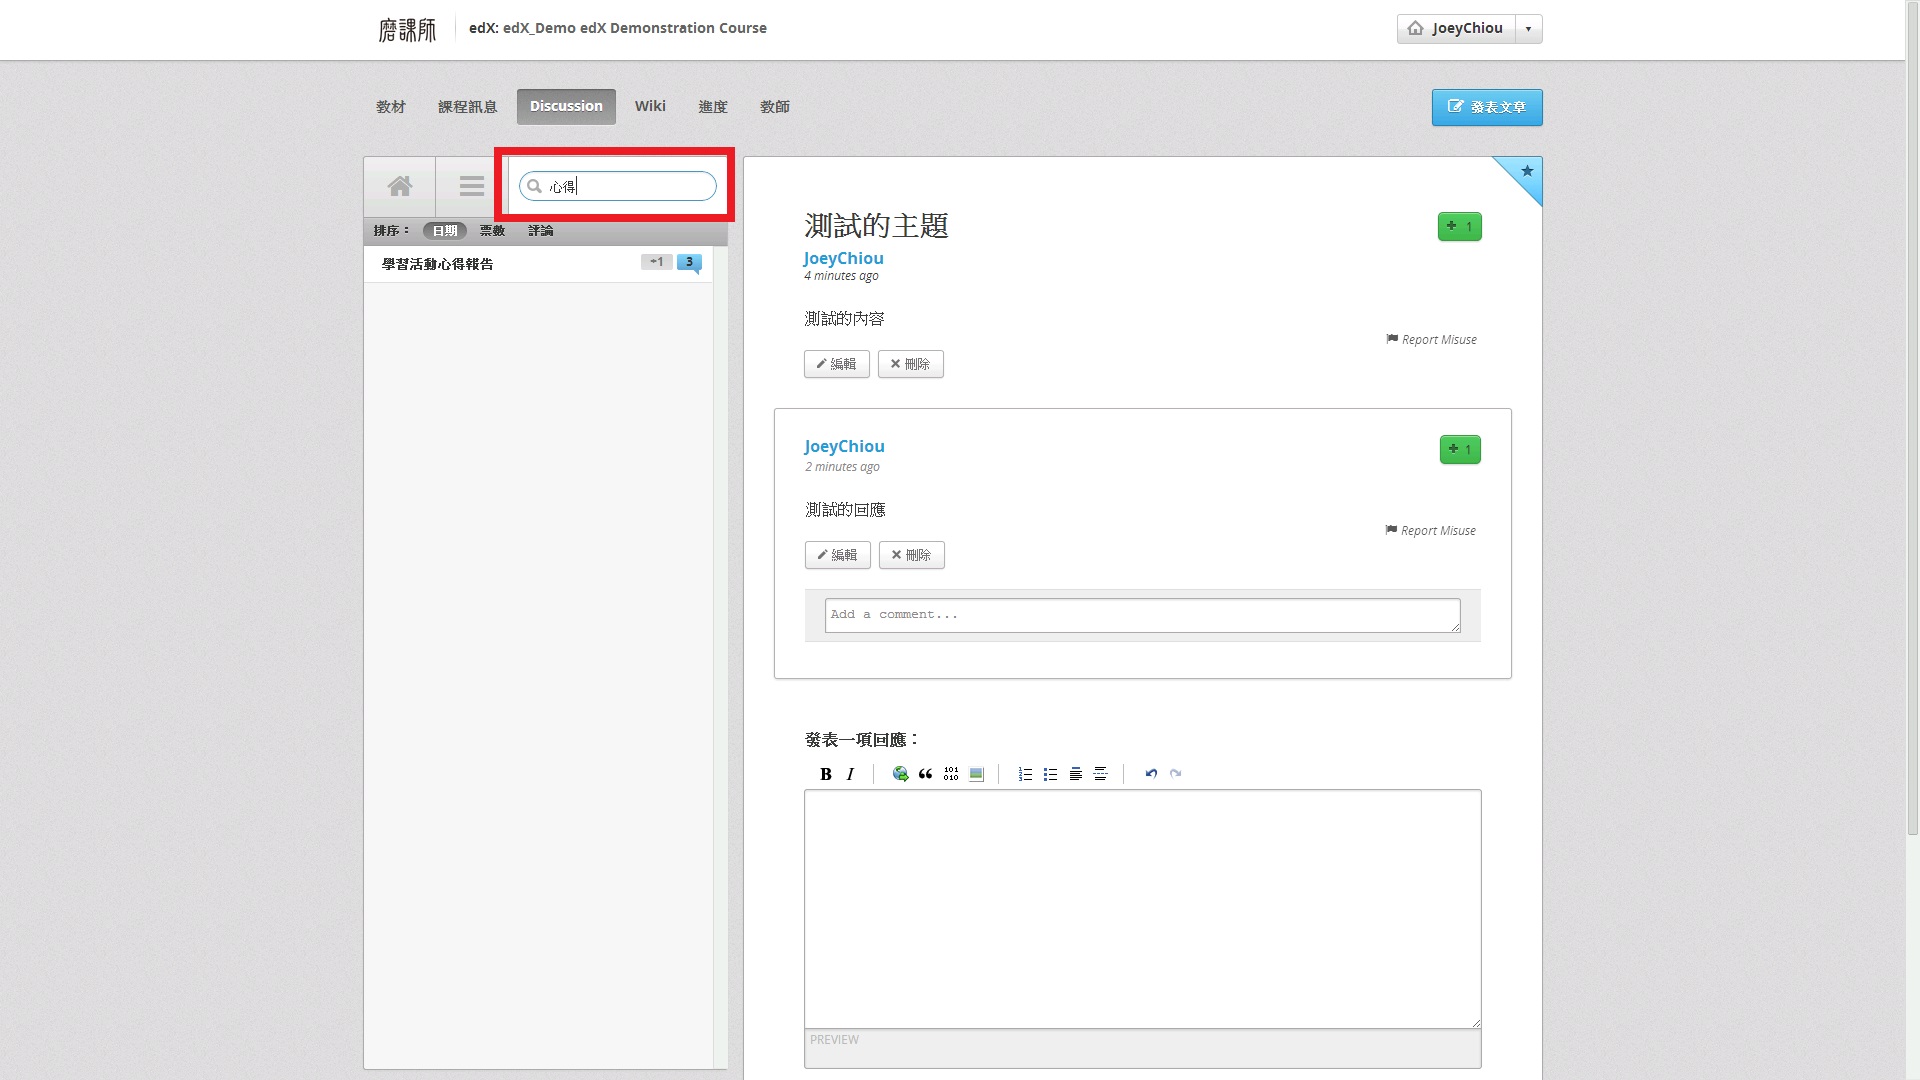 磨課師 edX: edX_Demo edX Demonstration Course
JoeyChiou
教材 課程訊息 Discussion Wiki 進度 教師
發表文章
心得
排序： 日期 票數 評論
學習活動心得報告 +1 3
測試的主題
+ 1
JoeyChiou
4 minutes ago
測試的內容
Report Misuse
編輯 刪除
JoeyChiou
+ 1
2 minutes ago
測試的回應
Report Misuse
編輯 刪除
Add a comment...
發表一項回應：
B I 101 010
PREVIEW